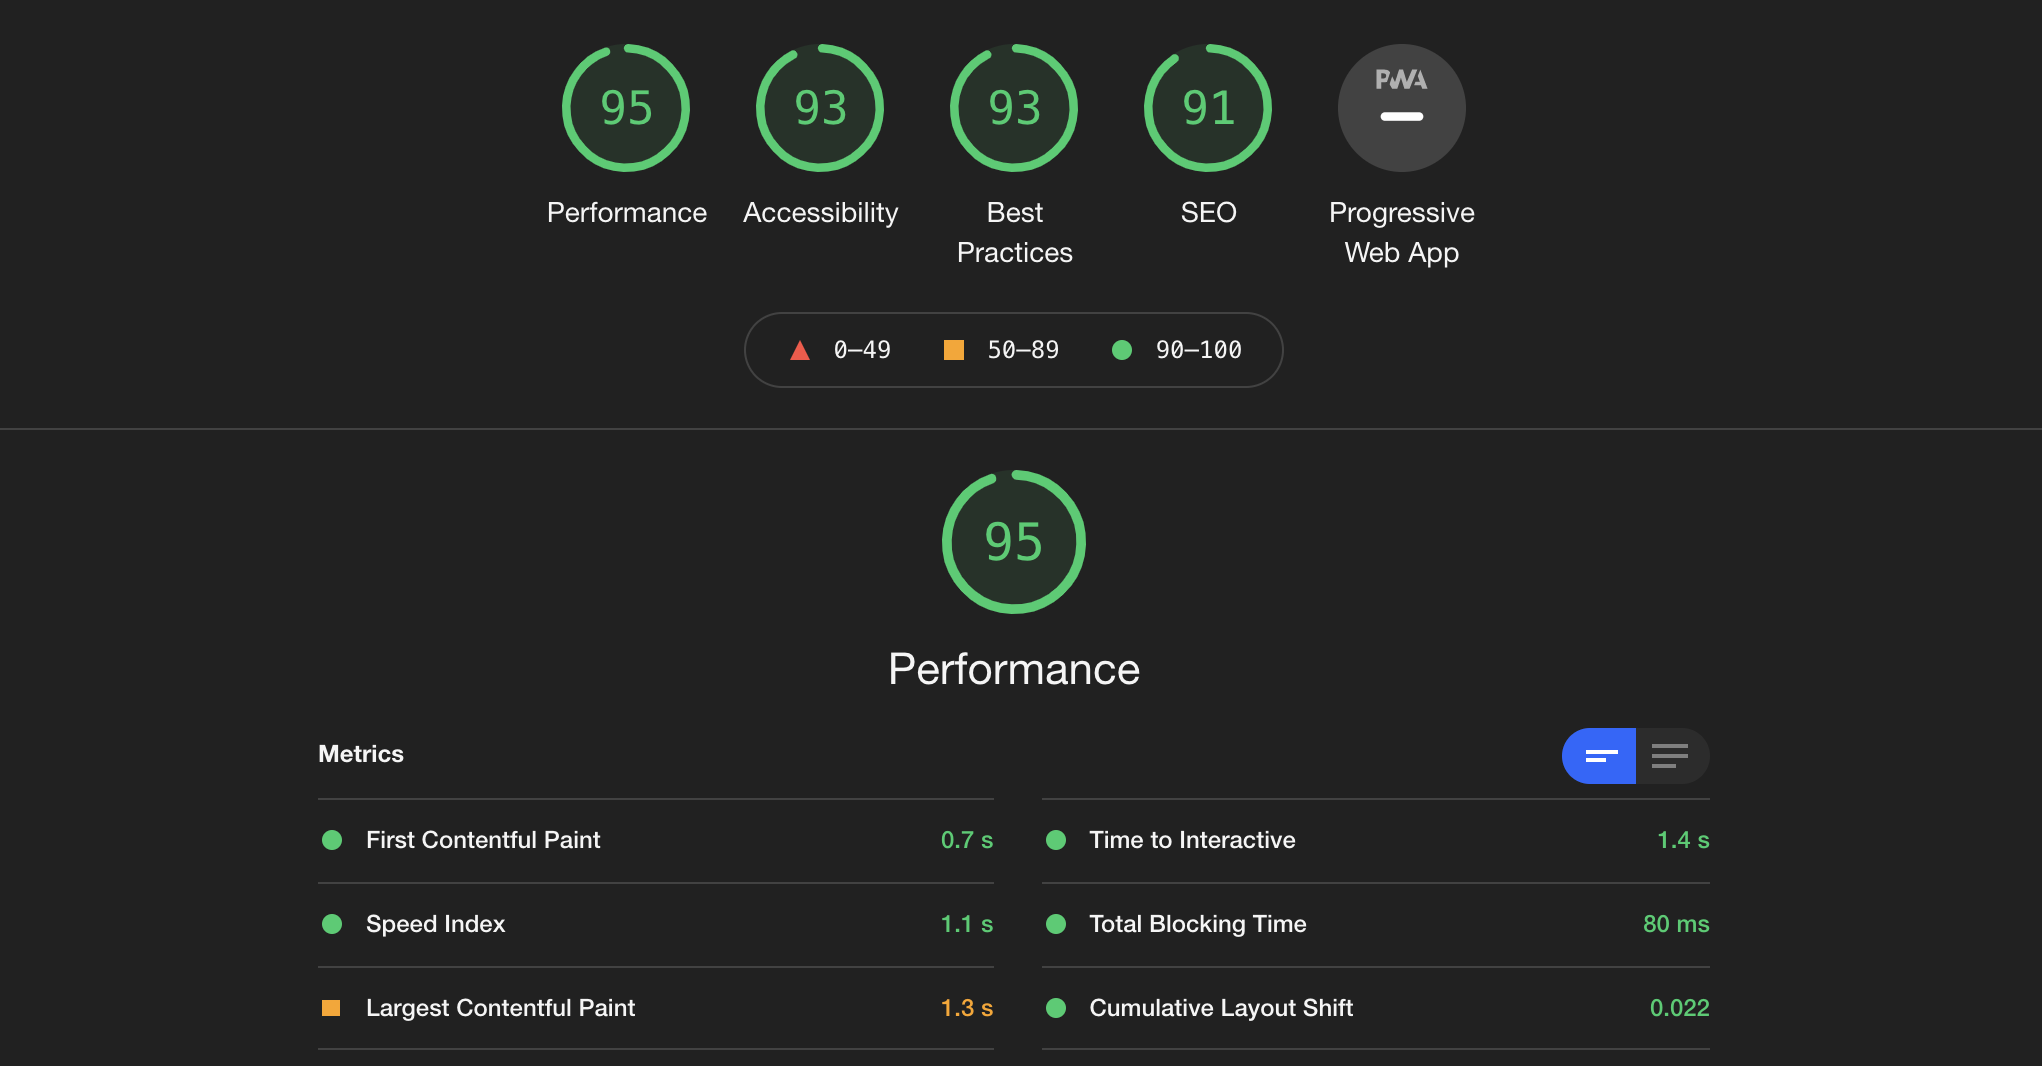 95
93
93
91
PWA
Performance
Accessibility
Best
Practices
SEO
Progressive
Web App
0–49
50–89
90–100
95
Performance
Metrics
First Contentful Paint 0.7 s
Time to Interactive 1.4 s
Speed Index 1.1 s
Total Blocking Time 80 ms
Largest Contentful Paint 1.3 s
Cumulative Layout Shift 0.022